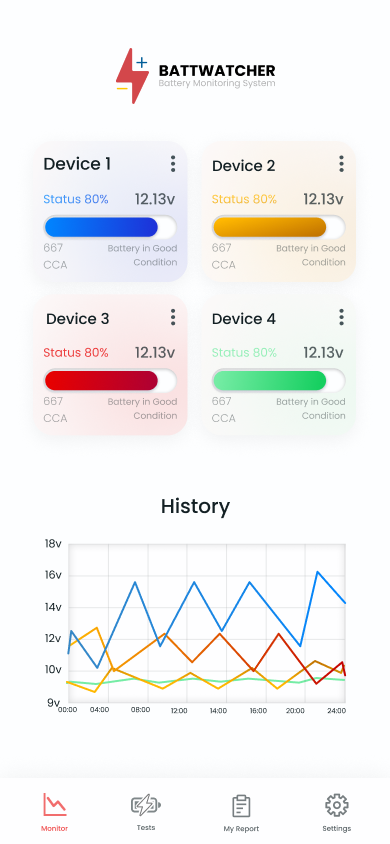 BATTWATCHER
Battery Monitoring System
Device 1
Status 80% 12.13v
667 Battery in Good
CCA Condition
Device 2
Status 80% 12.13v
667 Battery in Good
CCA Condition
Device 3
Status 80% 12.13v
667 Battery in Good
CCA Condition
Device 4
Status 80% 12.13v
667 Battery in Good
CCA Condition
History
18v
16v
14v
12v
10v
9v
00:00 04:00 08:00 12:00 14:00 16:00 20:00 24:00
Monitor Tests My Report Settings